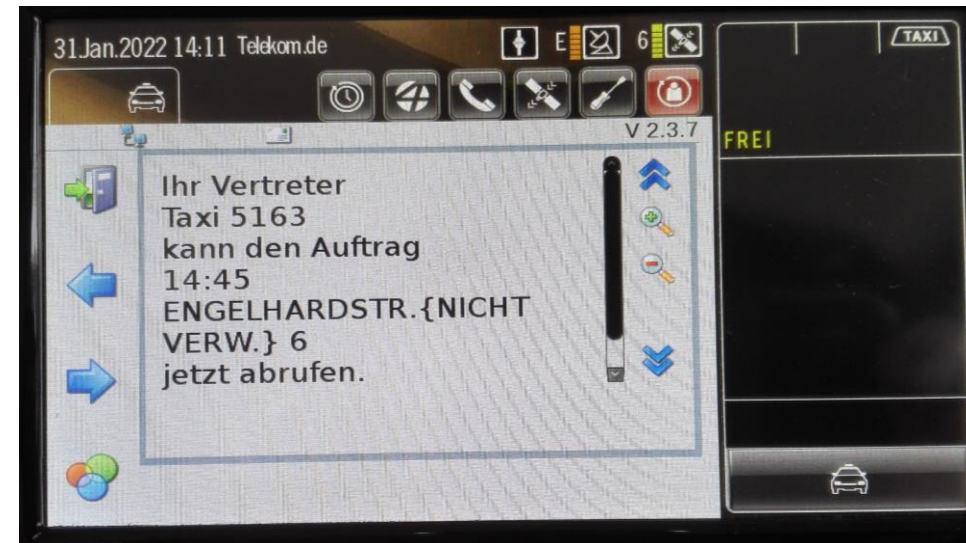 31.Jan.2022 14:11 Telekom.de E 6 TAXI
V 2.3.7
FREI
Ihr Vertreter
Taxi 5163
kann den Auftrag
14:45
ENGELHARDSTR.{NICHT
VERW.} 6
jetzt abrufen.